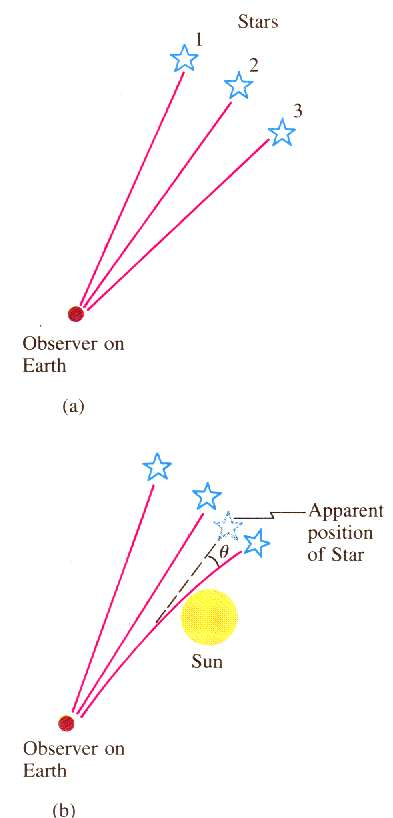 Stars
1
2
3
Observer on
Earth
(a)
Apparent
position
of Star
θ
Sun
Observer on
Earth
(b)